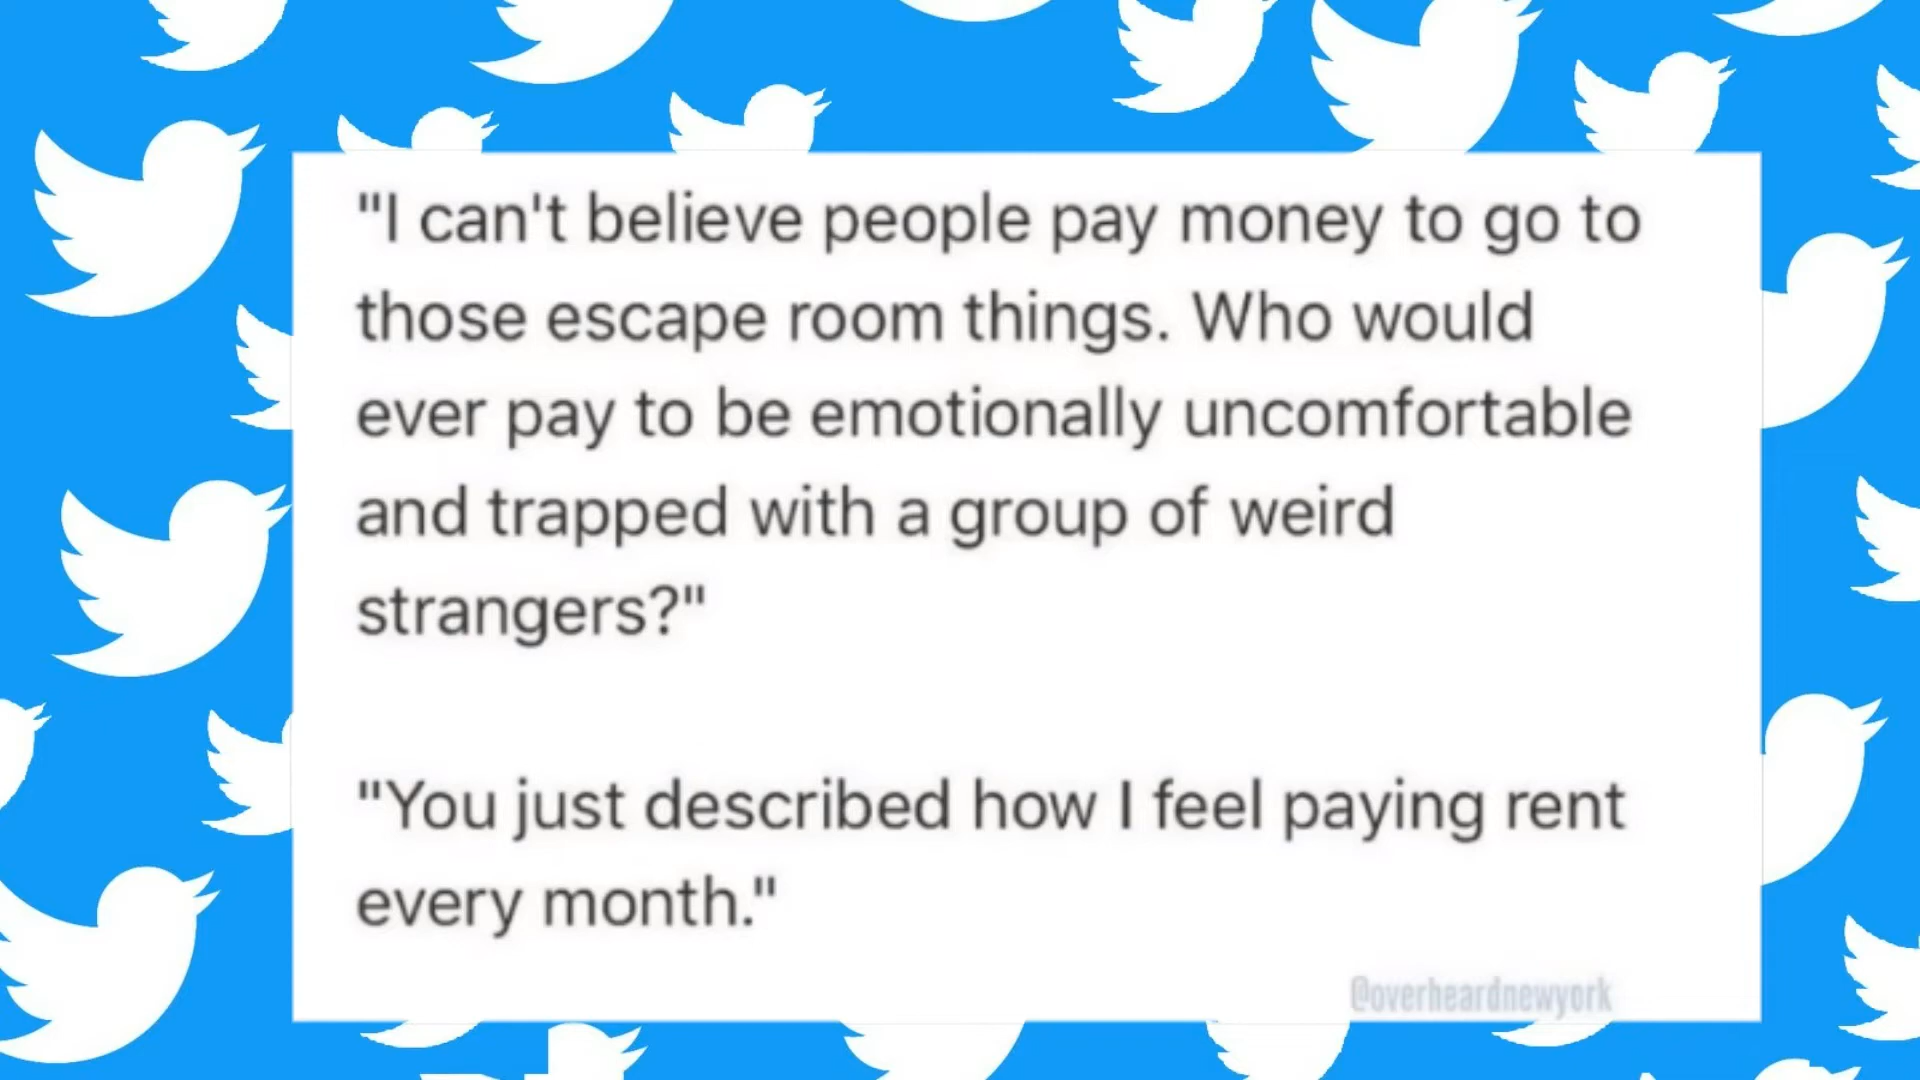 "I can't believe people pay money to go to
those escape room things. Who would
ever pay to be emotionally uncomfortable
and trapped with a group of weird
strangers?"
"You just described how I feel paying rent
every month."
@overheardnewyork